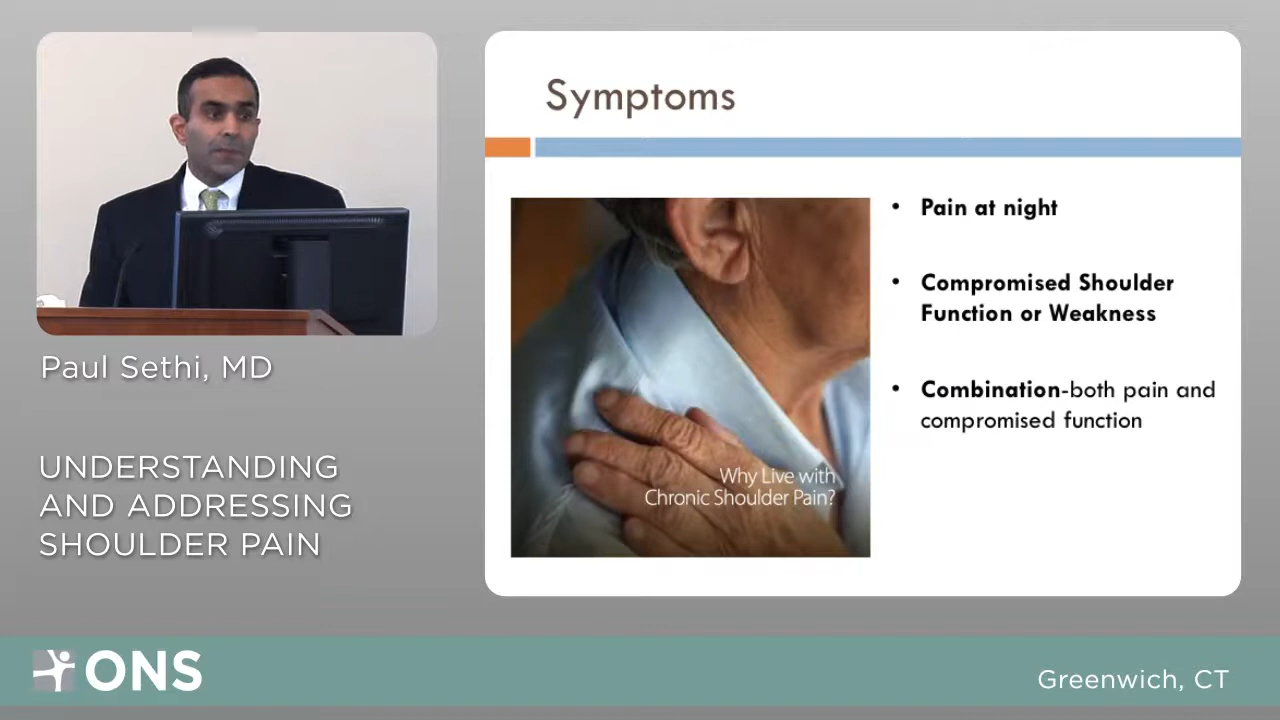 Symptoms
• Pain at night
• Compromised Shoulder
Function or Weakness
• Combination-both pain and
compromised function
Why Live with
Chronic Shoulder Pain?
Paul Sethi, MD
UNDERSTANDING
AND ADDRESSING
SHOULDER PAIN
ONS
Greenwich, CT